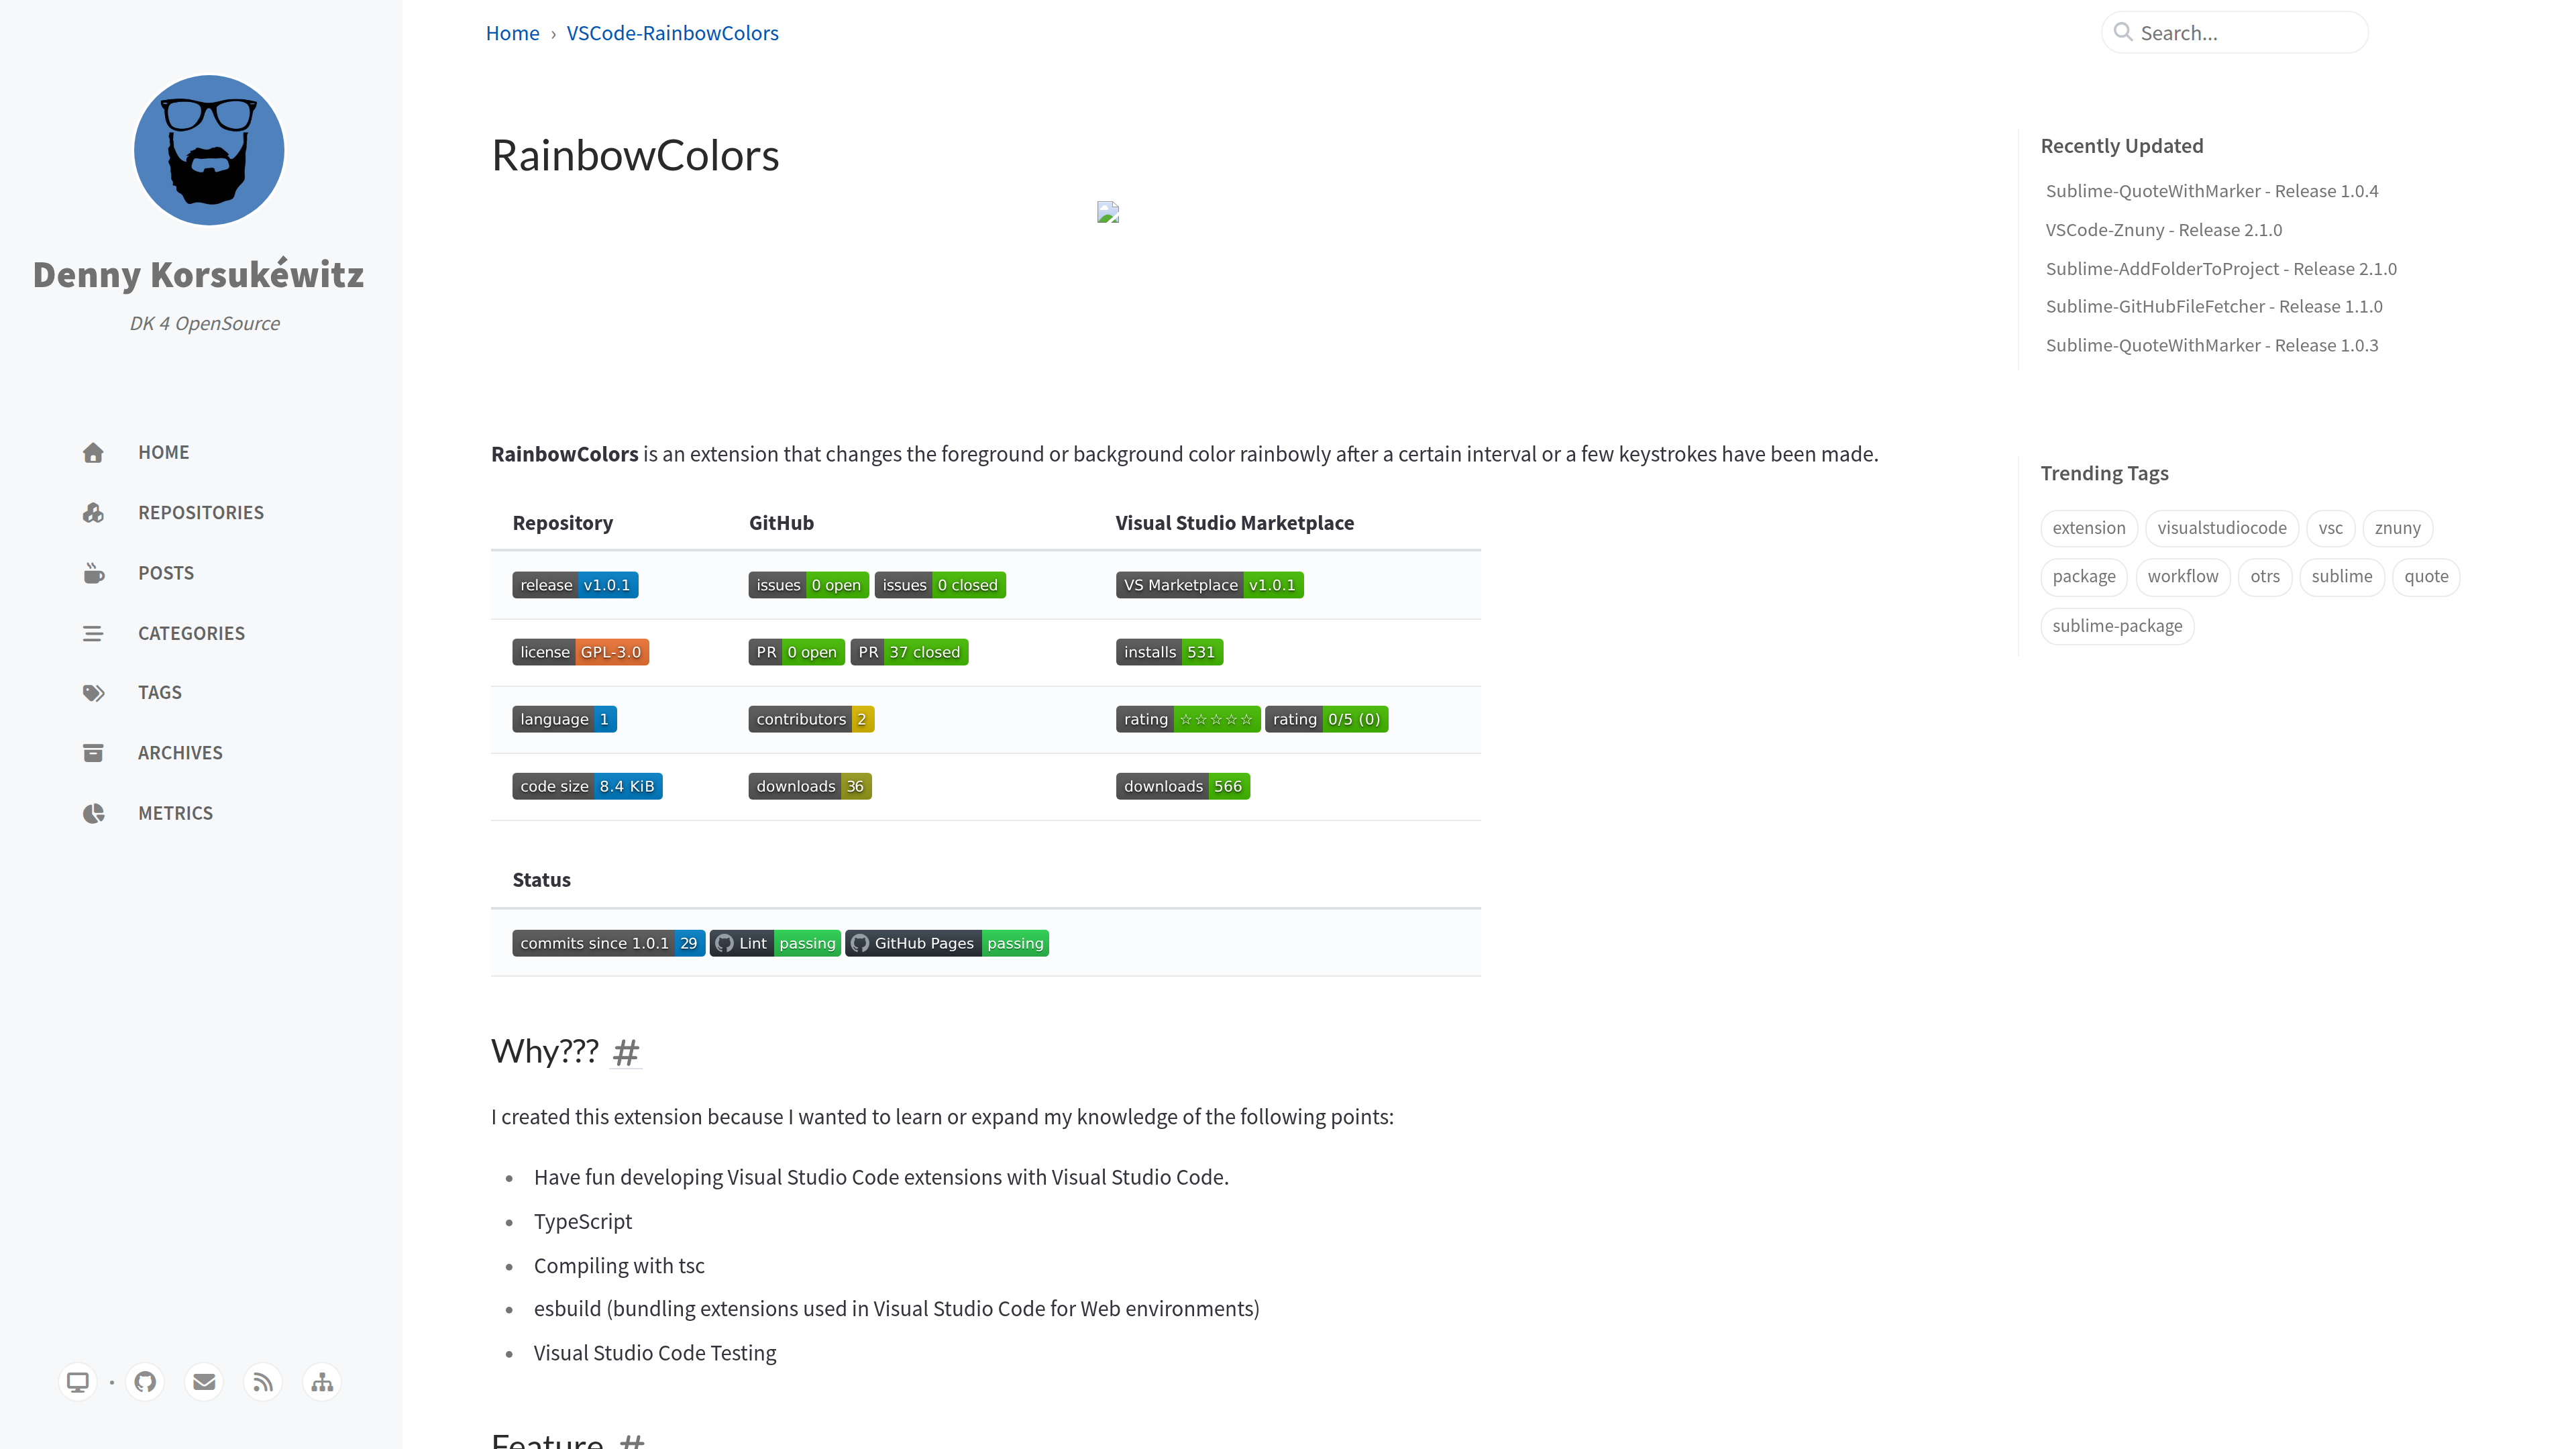 Denny Korsukéwitz
DK 4 OpenSource
HOME
REPOSITORIES
POSTS
CATEGORIES
TAGS
ARCHIVES
METRICS
Home › VSCode-RainbowColors
Search...
RainbowColors
RainbowColors is an extension that changes the foreground or background color rainbowly after a certain interval or a few keystrokes have been made.
Repository GitHub Visual Studio Marketplace
release v1.0.1 issues 0 open issues 0 closed VS Marketplace v1.0.1
license GPL-3.0 PR 0 open PR 37 closed installs 531
language 1 contributors 2 rating ☆☆☆☆☆ rating 0/5 (0)
code size 8.4 KiB downloads 36 downloads 566
Status
commits since 1.0.1 29 Lint passing GitHub Pages passing
Why??? #
I created this extension because I wanted to learn or expand my knowledge of the following points:
• Have fun developing Visual Studio Code extensions with Visual Studio Code.
• TypeScript
• Compiling with tsc
• esbuild (bundling extensions used in Visual Studio Code for Web environments)
• Visual Studio Code Testing
Feature #
Recently Updated
Sublime-QuoteWithMarker - Release 1.0.4
VSCode-Znuny - Release 2.1.0
Sublime-AddFolderToProject - Release 2.1.0
Sublime-GitHubFileFetcher - Release 1.1.0
Sublime-QuoteWithMarker - Release 1.0.3
Trending Tags
extension visualstudiocode vsc znuny
package workflow otrs sublime quote
sublime-package